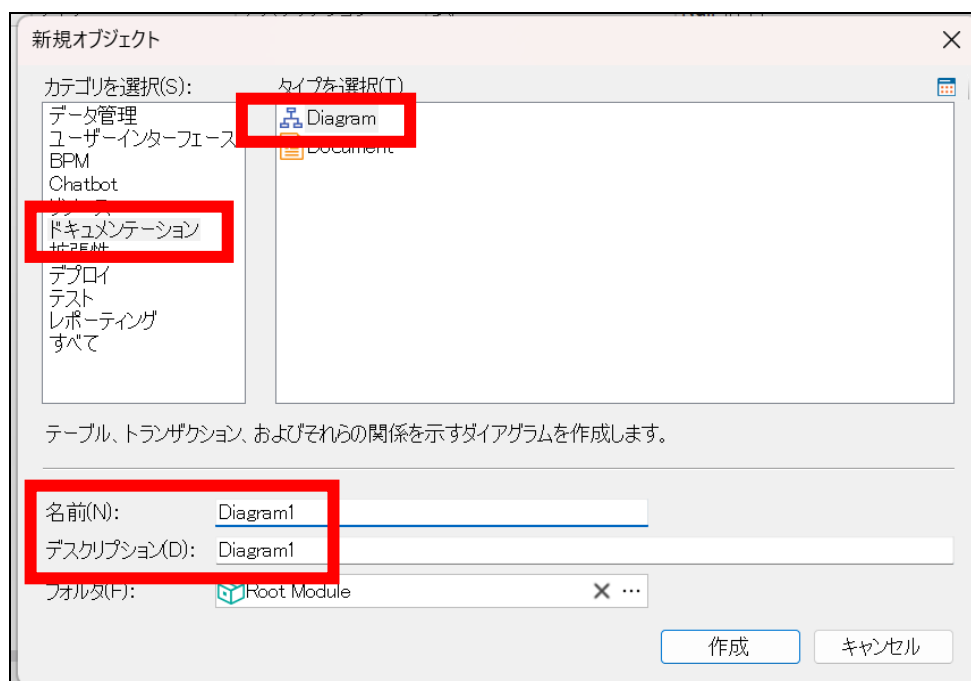 新規オブジェクト
カテゴリを選択(S):
タイプを選択(T)
データ管理
ユーザーインターフェース
BPM
Chatbot
ドキュメンテーション
拡張性
デプロイ
テスト
レポーティング
すべて
Diagram
Document
テーブル、トランザクション、およびそれらの関係を示すダイアグラムを作成します。
名前(N): Diagram1
デスクリプション(D): Diagram1
フォルダ(F): Root Module
作成 キャンセル